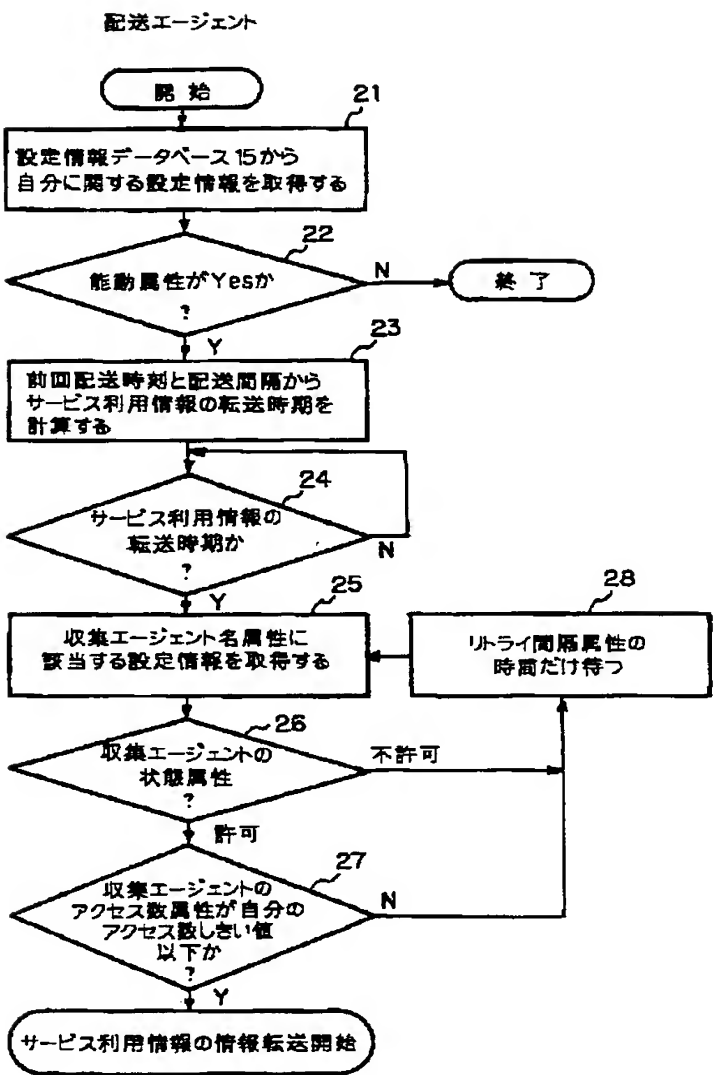 配送エージェント
開始
21
設定情報データベース15から
自分に関する設定情報を取得する
22
能動属性がYesか
?
N
終了
Y
23
前回配送時刻と配送間隔から
サービス利用情報の転送時期を
計算する
24
サービス利用情報の
転送時期か
?
N
Y
25
収集エージェント名属性に
該当する設定情報を取得する
28
リトライ間隔属性の
時間だけ待つ
26
収集エージェントの
状態属性
?
不許可
許可
27
収集エージェントの
アクセス数属性が自分の
アクセス数しきい値
以下か
?
N
Y
サービス利用情報の情報転送開始